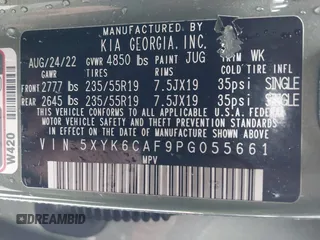 MFD BY
KIA GEORGIA, INC.
AUG/24/22 GVWR 4850 lbs PAINT JUG TRIM WK
GAWR TIRES RIMS COLD TIRE INFL
FRONT 2777 lbs 235/55R19 7.5JX19 35psi SINGLE
REAR 2645 lbs 235/55R19 7.5JX19 35psi SINGLE
THIS VEHICLE CONFORMS TO ALL APPLICABLE U.S.A. FEDERAL
MOTOR VEHICLE SAFETY AND THEFT PREVENTION STANDARDS
IN EFFECT ON THE DATE OF MANUFACTURE SHOWN ABOVE.
VIN 5XYK6CAF9PG055661
MPV
W420
DREAMBID